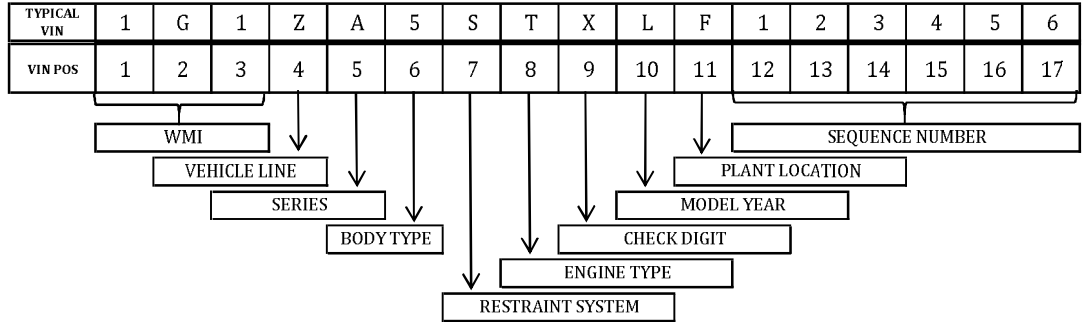 TYPICAL VIN 1 G 1 Z A 5 S T X L F 1 2 3 4 5 6
VIN POS 1 2 3 4 5 6 7 8 9 10 11 12 13 14 15 16 17
WMI SEQUENCE NUMBER
VEHICLE LINE PLANT LOCATION
SERIES MODEL YEAR
BODY TYPE CHECK DIGIT
ENGINE TYPE
RESTRAINT SYSTEM